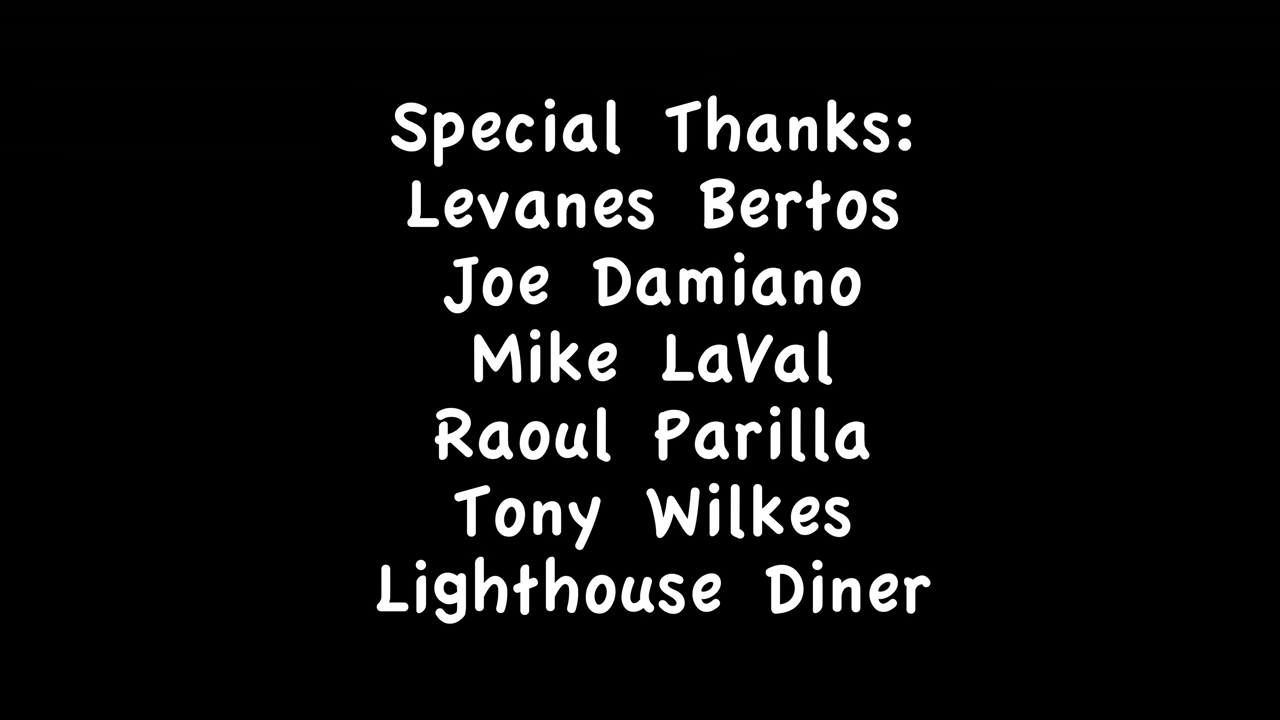 Special Thanks:
Levanes Bertos
Joe Damiano
Mike LaVal
Raoul Parilla
Tony Wilkes
Lighthouse Diner